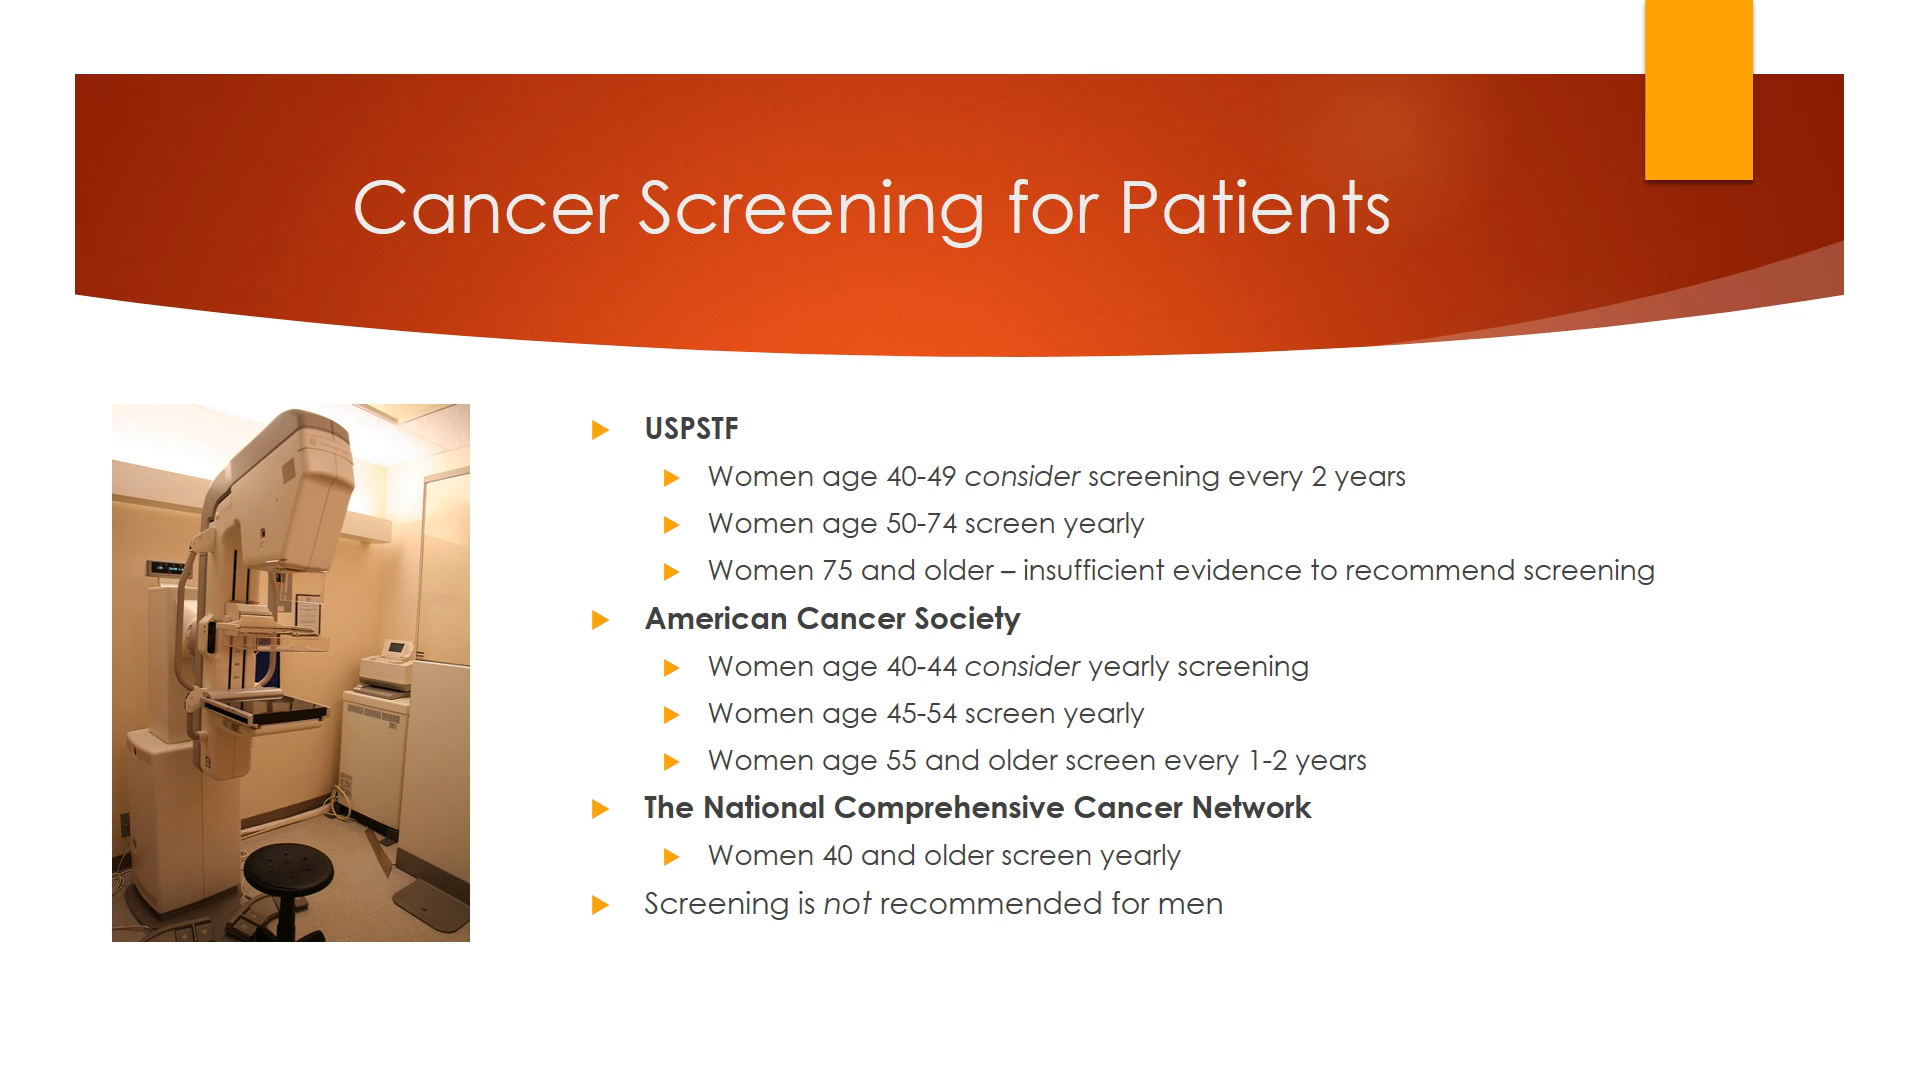 Cancer Screening for Patients
USPSTF
Women age 40-49 consider screening every 2 years
Women age 50-74 screen yearly
Women 75 and older – insufficient evidence to recommend screening
American Cancer Society
Women age 40-44 consider yearly screening
Women age 45-54 screen yearly
Women age 55 and older screen every 1-2 years
The National Comprehensive Cancer Network
Women 40 and older screen yearly
Screening is not recommended for men